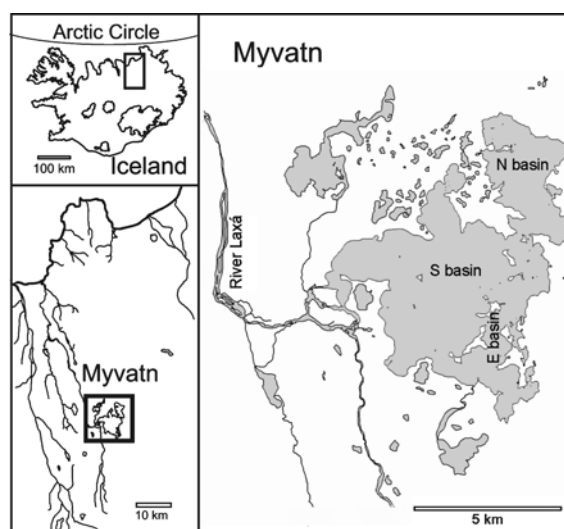 Arctic Circle
100 km
Iceland
Myvatn
10 km
Myvatn
N basin
River Laxá
S basin
E basin
5 km